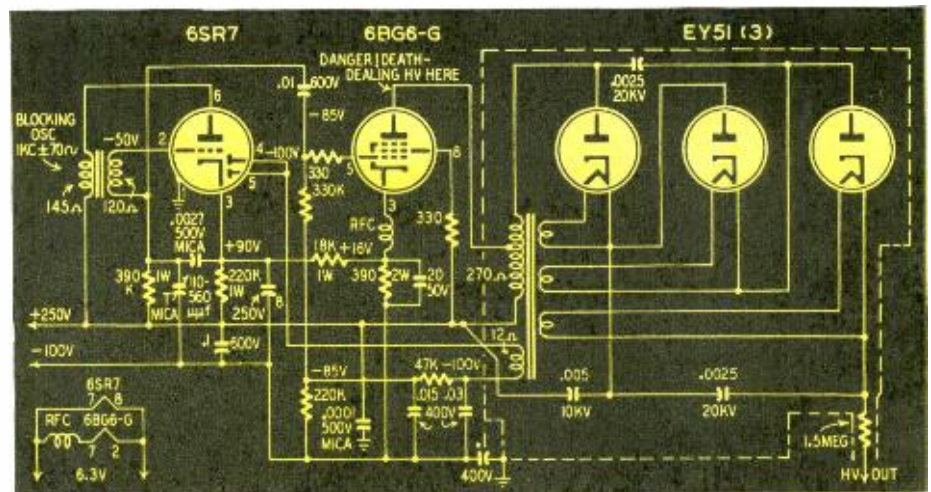 6SR7
6BG6-G
EY51 (3)
DANGER! DEATH-
DEALING HV HERE
.01
600V
-85V
.0025
20KV
BLOCKING
OSC
1KC±70~
-50V
2
6
4
5
3
-100V
330
330K
5
8
3
RFC
330
145Ω
120Ω
.0027
500V
MICA
+90V
18K
1W
+16V
390
2W
20
50V
270Ω
390
K
1W
110-
560
µµf
MICA
220K
1W
8
250V
12Ω
+250V
600V
-100V
-85V
47K
-100V
.005
10KV
.0025
20KV
6SR7
7
8
RFC
6BG6-G
7
2
6.3V
220K
.0001
500V
MICA
.015
.03
400V
400V
1.5MEG
HV OUT